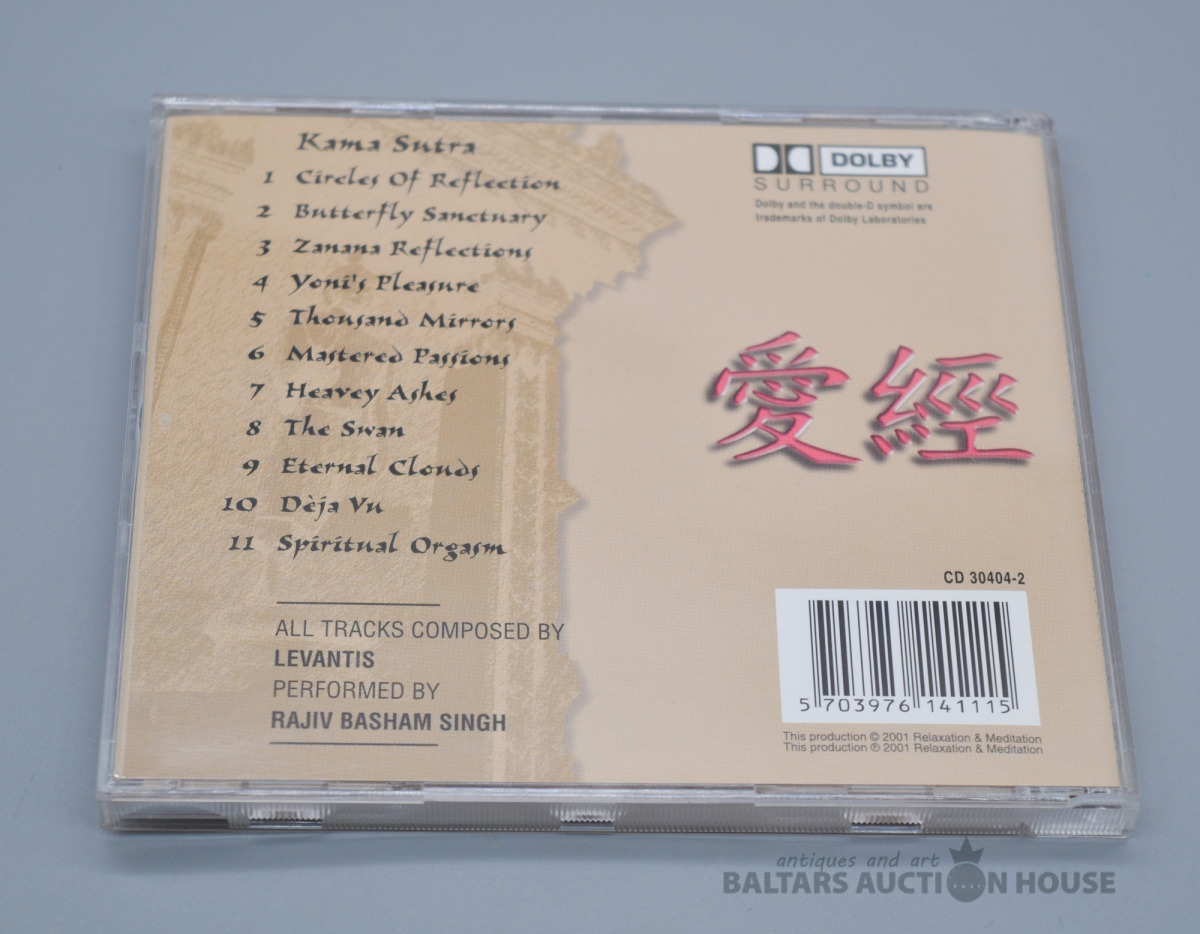 Kama Sutra
1 Circles Of Reflection
2 Butterfly Sanctuary
3 Zanana Reflections
4 Yoni's Pleasure
5 Thousand Mirrors
6 Mastered Passions
7 Heavey Ashes
8 The Swan
9 Eternal Clouds
10 Dèja Vu
11 Spiritual Orgasm
ALL TRACKS COMPOSED BY
LEVANTIS
PERFORMED BY
RAJIV BASHAM SINGH
DOLBY
SURROUND
Dolby and the double-D symbol are
trademarks of Dolby Laboratories
愛經
CD 30404-2
5 703976 141115
This production © 2001 Relaxation & Meditation
This production ℗ 2001 Relaxation & Meditation
antiques and art
BALTARS AUCTION HOUSE